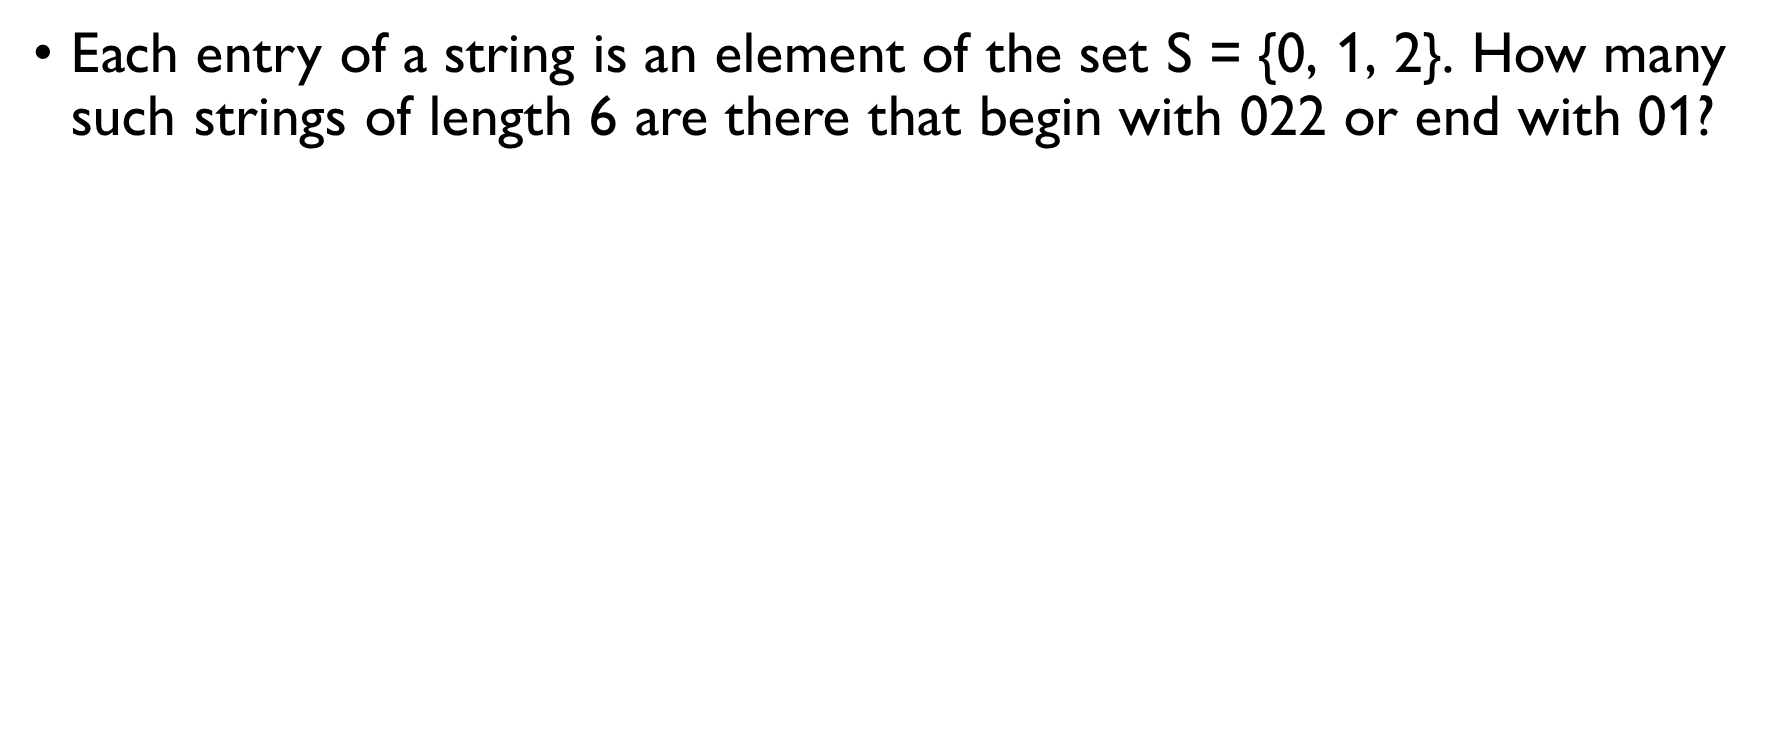 • Each entry of a string is an element of the set S = {0, 1, 2}. How many
such strings of length 6 are there that begin with 022 or end with 01?